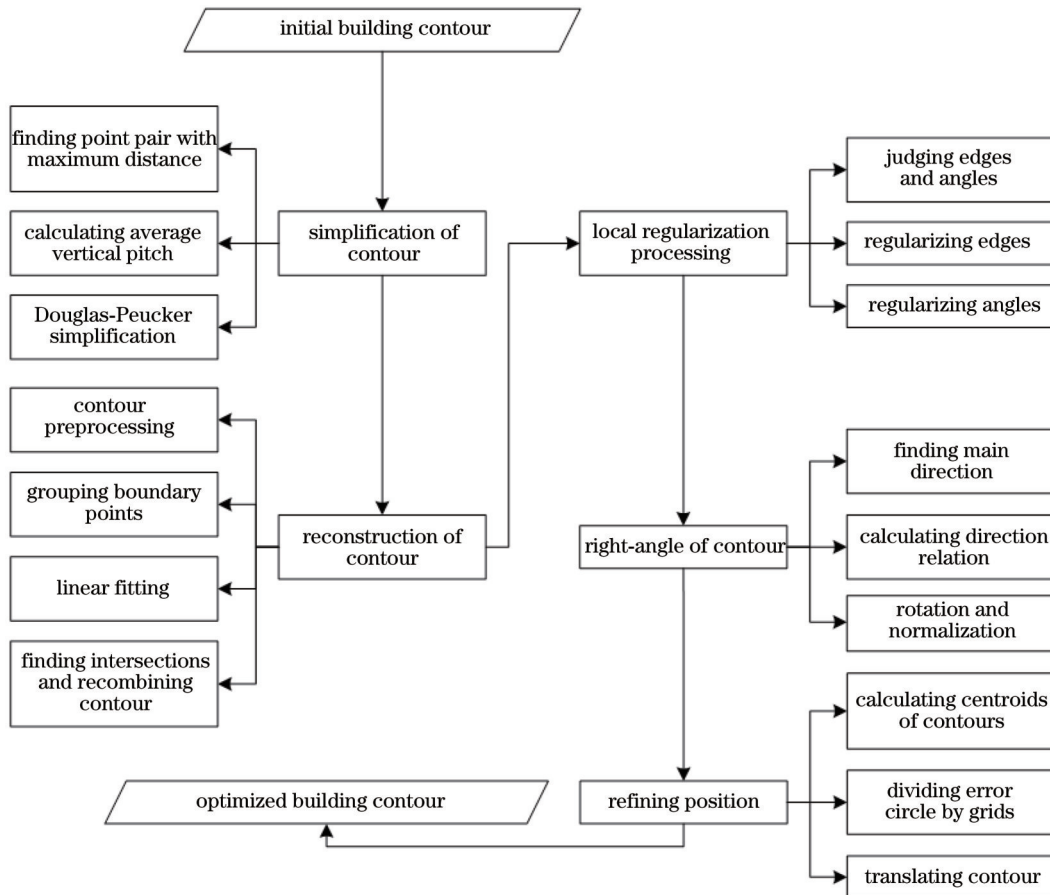 initial building contour
finding point pair with
maximum distance
calculating average
vertical pitch
Douglas-Peucker
simplification
simplification of
contour
contour
preprocessing
grouping boundary
points
linear fitting
finding intersections
and recombining
contour
reconstruction of
contour
local regularization
processing
judging edges
and angles
regularizing edges
regularizing angles
right-angle of contour
finding main
direction
calculating direction
relation
rotation and
normalization
refining position
calculating centroids
of contours
dividing error
circle by grids
translating contour
optimized building contour